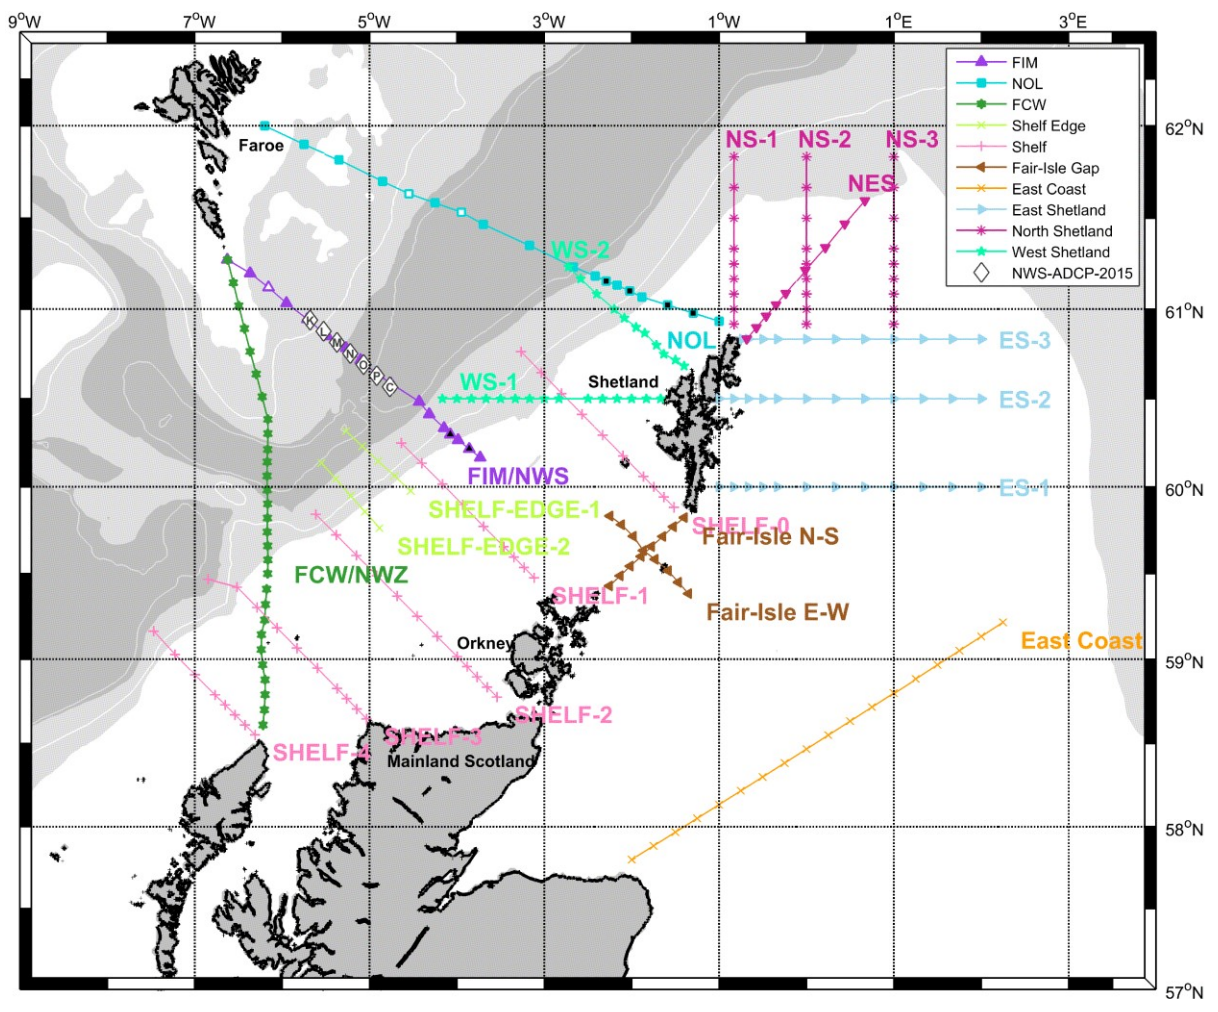 9°W
7°W
5°W
3°W
1°W
1°E
3°E
FIM
NOL
FCW
Shelf Edge
Shelf
Fair-Isle Gap
East Coast
East Shetland
North Shetland
West Shetland
NWS-ADCP-2015
62°N
NS-1
NS-2
NS-3
Faroe
NES
WS-2
61°N
K
L
M
N
O
P
C
NOL
ES-3
WS-1
Shetland
ES-2
FIM/NWS
60°N
ES-1
SHELF-EDGE-1
SHELF-0
Fair-Isle N-S
SHELF-EDGE-2
FCW/NWZ
SHELF-1
Fair-Isle E-W
Orkney
East Coast
59°N
SHELF-2
SHELF-3
SHELF-4
Mainland Scotland
58°N
57°N